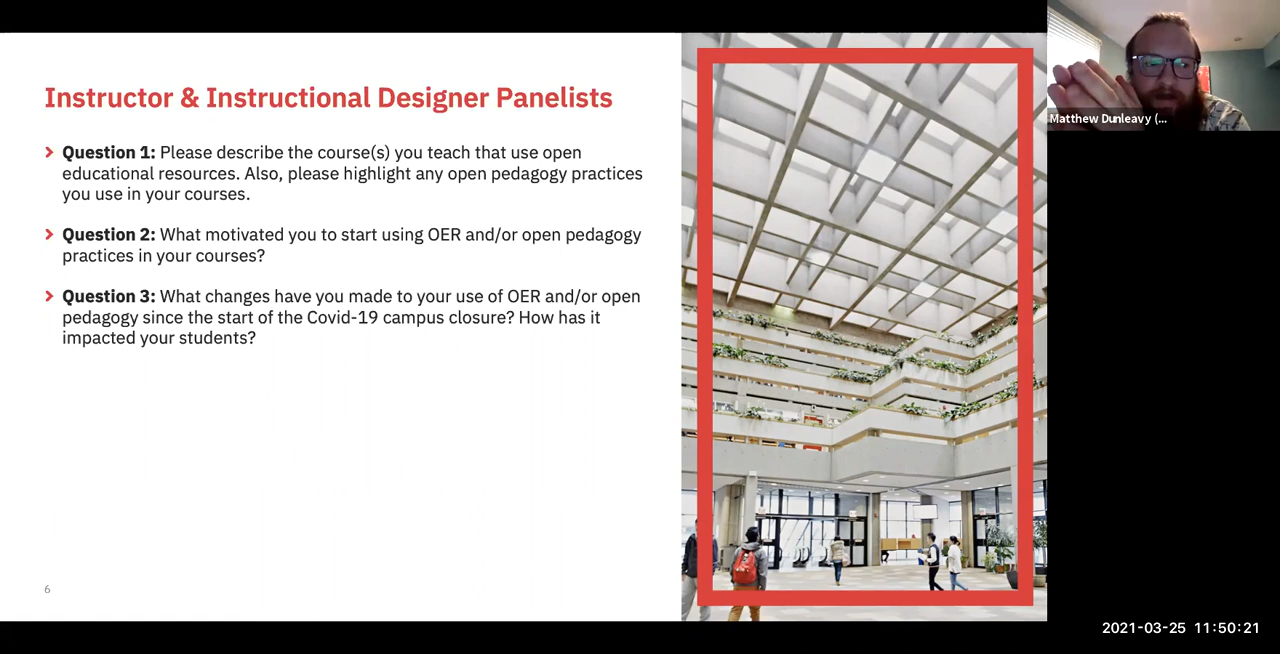 Instructor & Instructional Designer Panelists
Question 1: Please describe the course(s) you teach that use open
educational resources. Also, please highlight any open pedagogy practices
you use in your courses.
Question 2: What motivated you to start using OER and/or open pedagogy
practices in your courses?
Question 3: What changes have you made to your use of OER and/or open
pedagogy since the start of the Covid-19 campus closure? How has it
impacted your students?
6
Matthew Dunleavy (...
2021-03-25 11:50:21